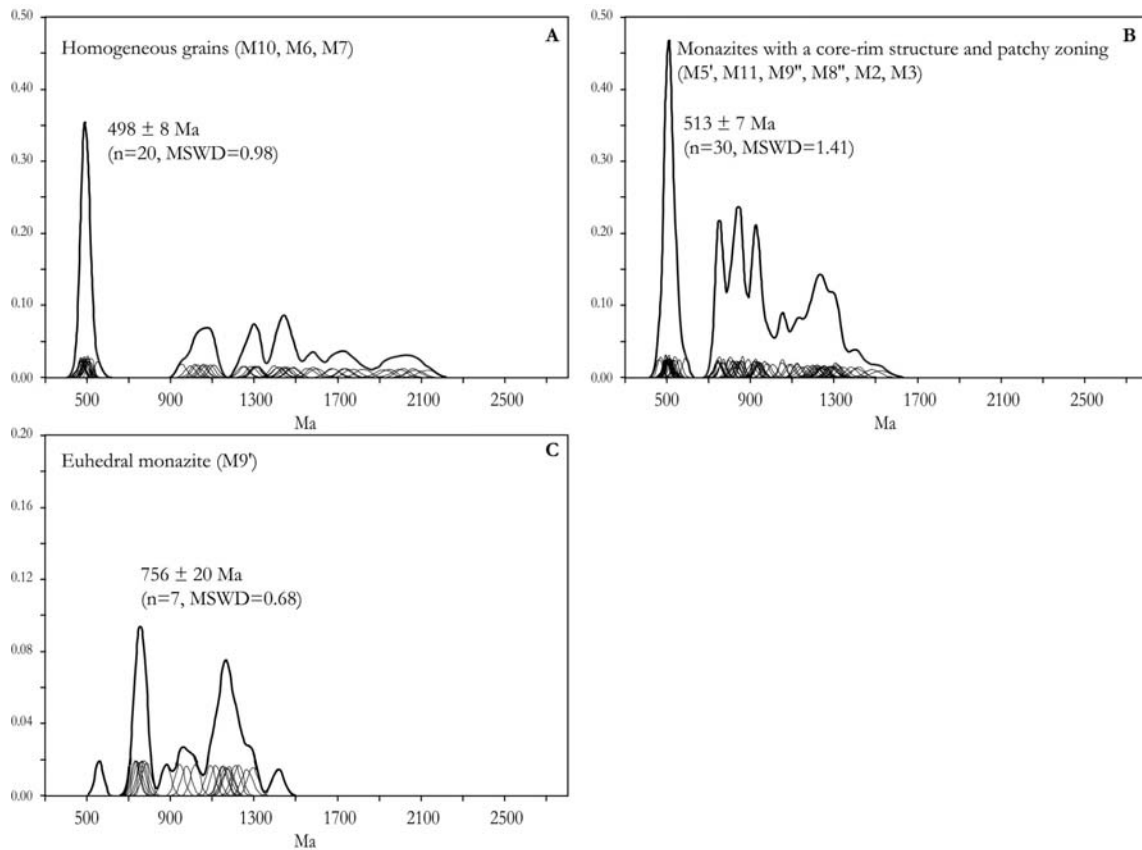 0.50
0.40
0.30
0.20
0.10
0.00
Homogeneous grains (M10, M6, M7)
A
498 ± 8 Ma
(n=20, MSWD=0.98)
500 900 1300 1700 2100 2500
Ma
0.50
0.40
0.30
0.20
0.10
0.00
B
Monazites with a core-rim structure and patchy zoning
(M5', M11, M9", M8", M2, M3)
513 ± 7 Ma
(n=30, MSWD=1.41)
500 900 1300 1700 2100 2500
Ma
0.20
0.16
0.12
0.08
0.04
0.00
C
Euhedral monazite (M9')
756 ± 20 Ma
(n=7, MSWD=0.68)
500 900 1300 1700 2100 2500
Ma